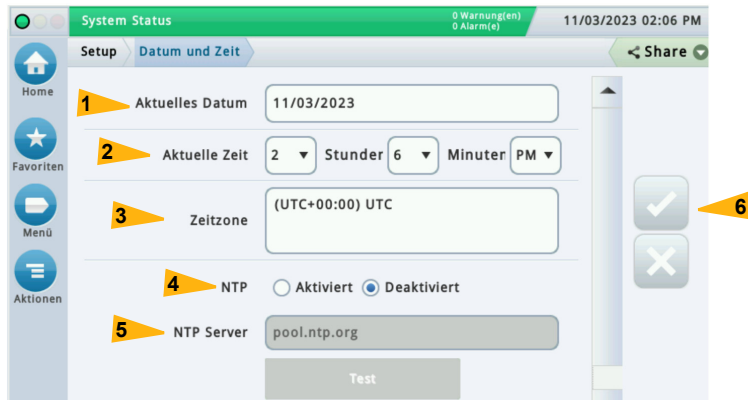 System Status
0 Warnung(en)
0 Alarm(e)
11/03/2023 02:06 PM
Setup Datum und Zeit
Share
Home
1 Aktuelles Datum 11/03/2023
2 Aktuelle Zeit 2 Stunder 6 Minuter PM
Favoriten
3 Zeitzone (UTC+00:00) UTC
6
Menü
4 NTP Aktiviert Deaktiviert
Aktionen
5 NTP Server pool.ntp.org
Test